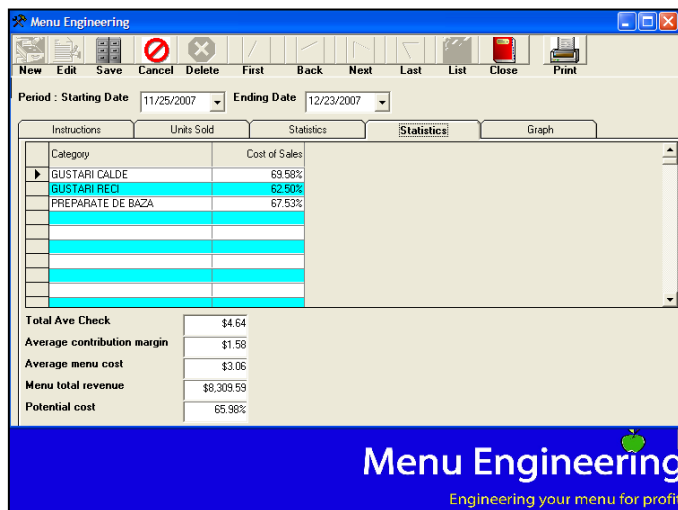 Menu Engineering
New Edit Save Cancel Delete First Back Next Last List Close Print
Period : Starting Date 11/25/2007 Ending Date 12/23/2007
Instructions Units Sold Statistics Statistics Graph
Category Cost of Sales
GUSTARI CALDE 69.58%
GUSTARI RECI 62.50%
PREPARATE DE BAZA 67.53%
Total Ave Check $4.64
Average contribution margin $1.58
Average menu cost $3.06
Menu total revenue $8,309.59
Potential cost 65.98%
Menu Engineering
Engineering your menu for profit